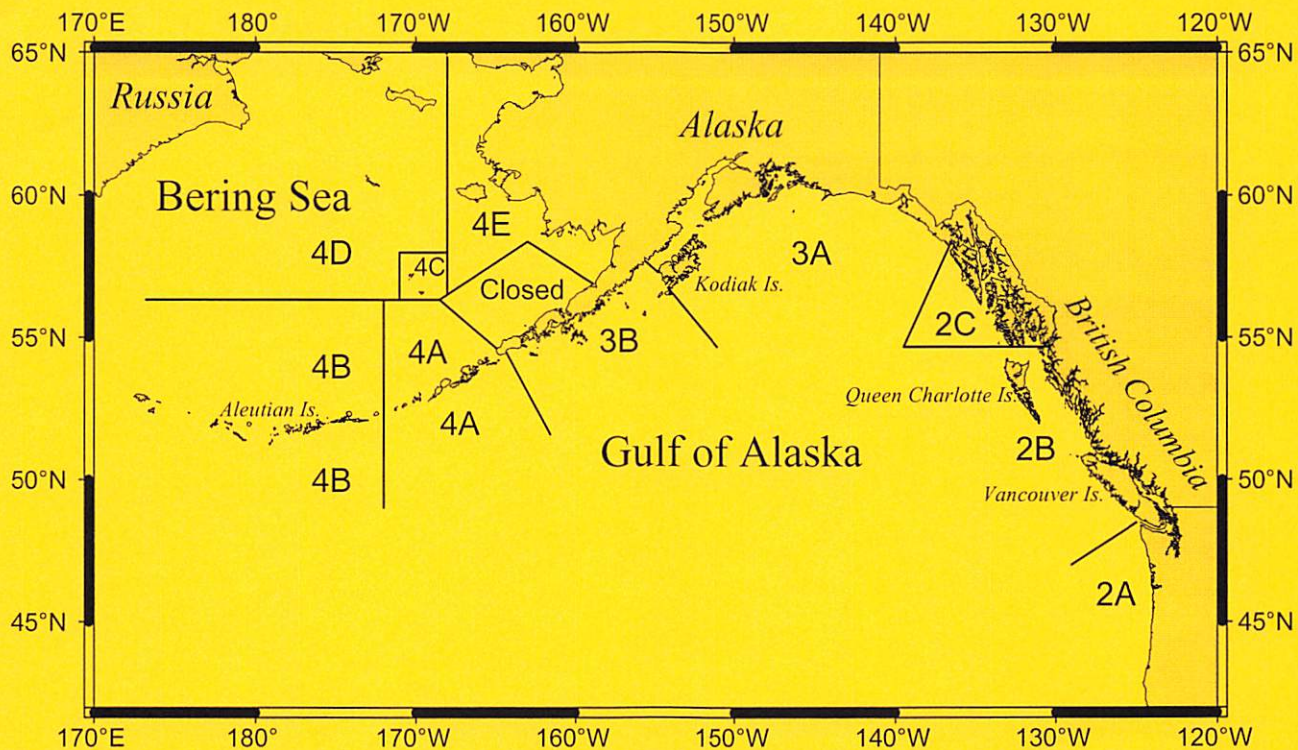 170°E 180° 170°W 160°W 150°W 140°W 130°W 120°W
65°N 65°N
Russia
Alaska
60°N 60°N
Bering Sea
4E
4D
4C
3A
Closed
Kodiak Is.
55°N 55°N
4B
4A
3B
2C
British Columbia
Aleutian Is.
4A
Queen Charlotte Is.
Gulf of Alaska
2B
50°N 50°N
4B
Vancouver Is.
2A
45°N 45°N
170°E 180° 170°W 160°W 150°W 140°W 130°W 120°W